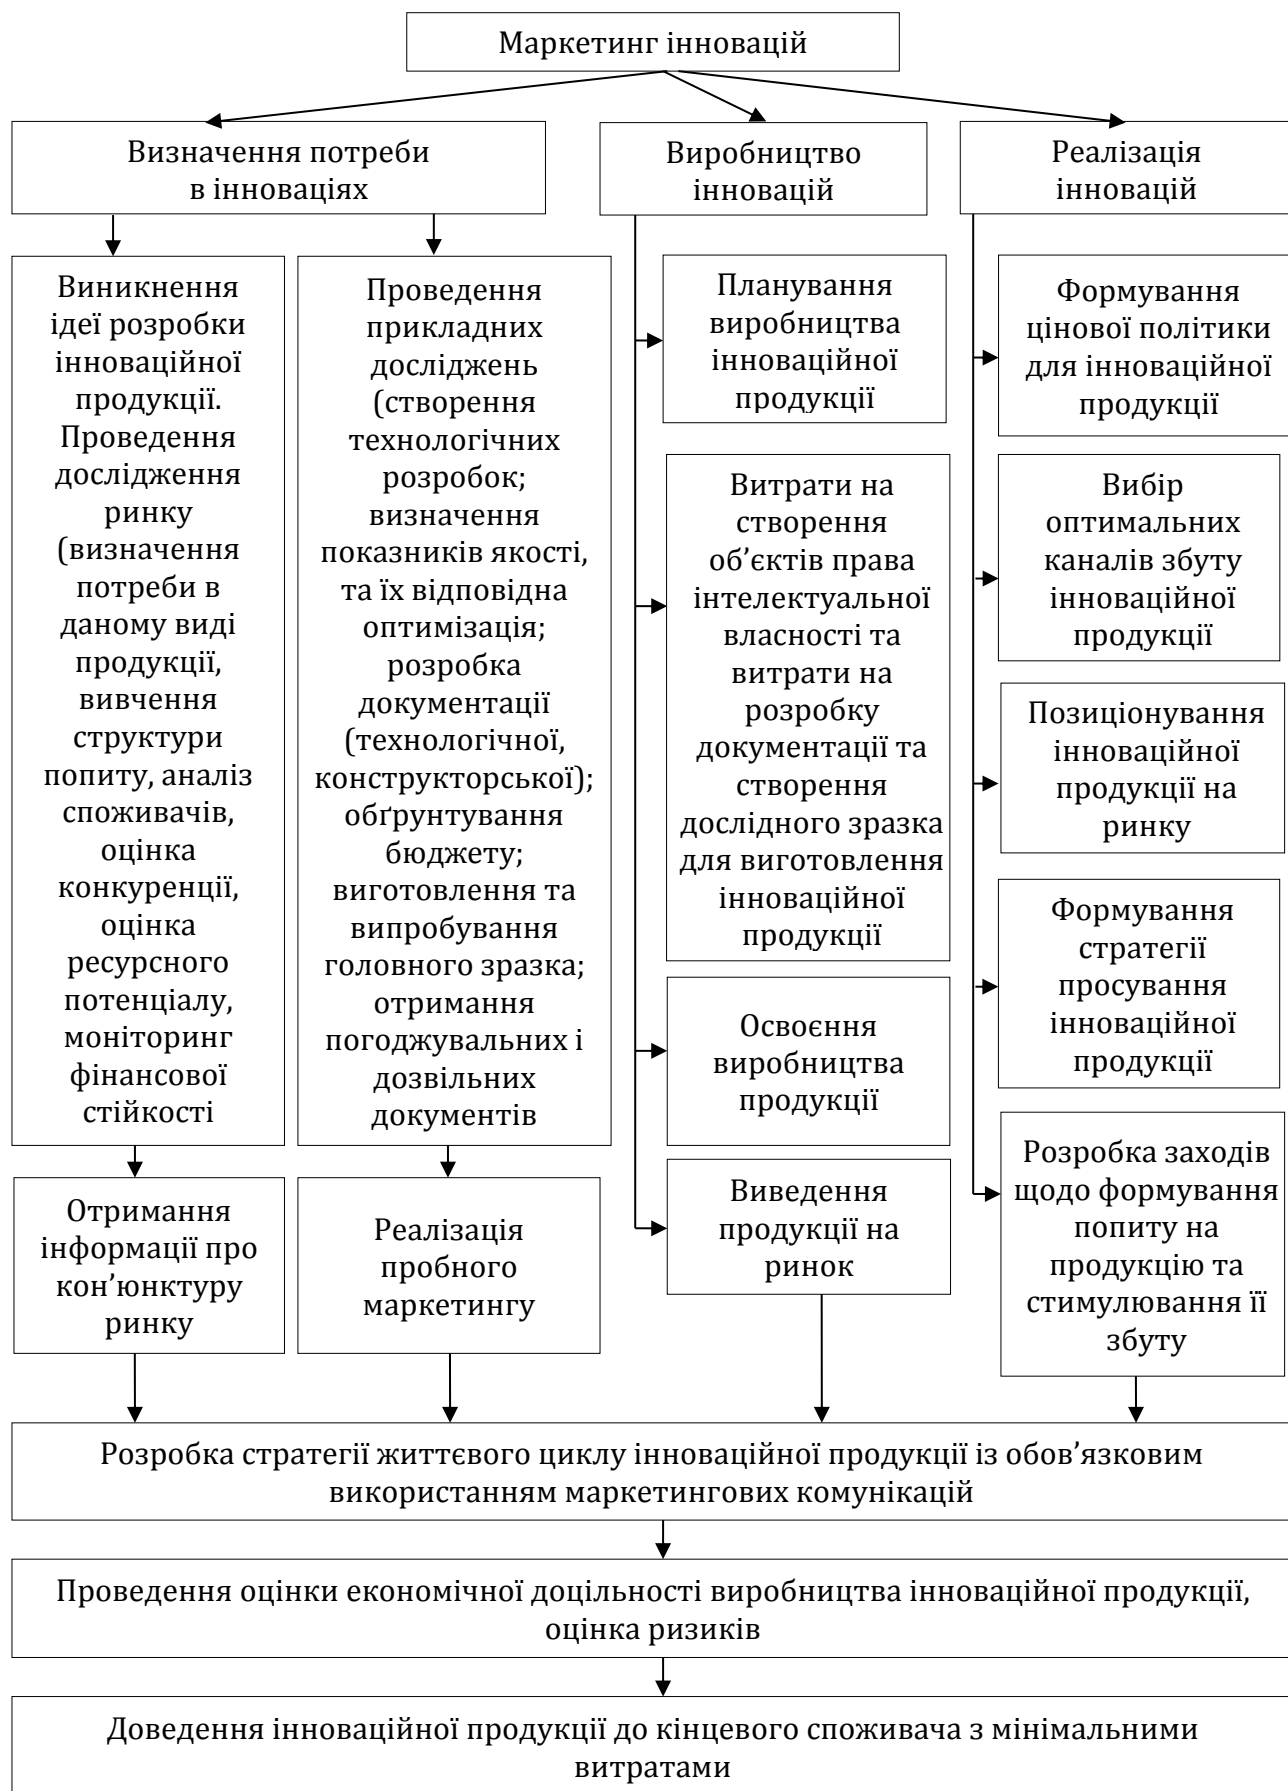 Маркетинг інновацій
Визначення потреби
в інноваціях
Виробництво
інновацій
Реалізація
інновацій
Виникнення
ідеї розробки
інноваційної
продукції.
Проведення
дослідження
ринку
(визначення
потреби в
даному виді
продукції,
вивчення
структури
попиту, аналіз
споживачів,
оцінка
конкуренції,
оцінка
ресурсного
потенціалу,
моніторинг
фінансової
стійкості
Проведення
прикладних
досліджень
(створення
технологічних
розробок;
визначення
показників якості,
та їх відповідна
оптимізація;
розробка
документації
(технологічної,
конструкторської);
обґрунтування
бюджету;
виготовлення та
випробування
головного зразка;
отримання
погоджувальних і
дозвільних
документів
Планування
виробництва
інноваційної
продукції
Витрати на
створення
об’єктів права
інтелектуальної
власності та
витрати на
розробку
документації та
створення
дослідного зразка
для виготовлення
інноваційної
продукції
Освоєння
виробництва
продукції
Виведення
продукції на
ринок
Формування
цінової політики
для інноваційної
продукції
Вибір
оптимальних
каналів збуту
інноваційної
продукції
Позиціонування
інноваційної
продукції на
ринку
Формування
стратегії
просування
інноваційної
продукції
Розробка заходів
щодо формування
попиту на
продукцію та
стимулювання її
збуту
Отримання
інформації про
кон’юнктуру
ринку
Реалізація
пробного
маркетингу
Розробка стратегії життєвого циклу інноваційної продукції із обов’язковим
використанням маркетингових комунікацій
Проведення оцінки економічної доцільності виробництва інноваційної продукції,
оцінка ризиків
Доведення інноваційної продукції до кінцевого споживача з мінімальними
витратами